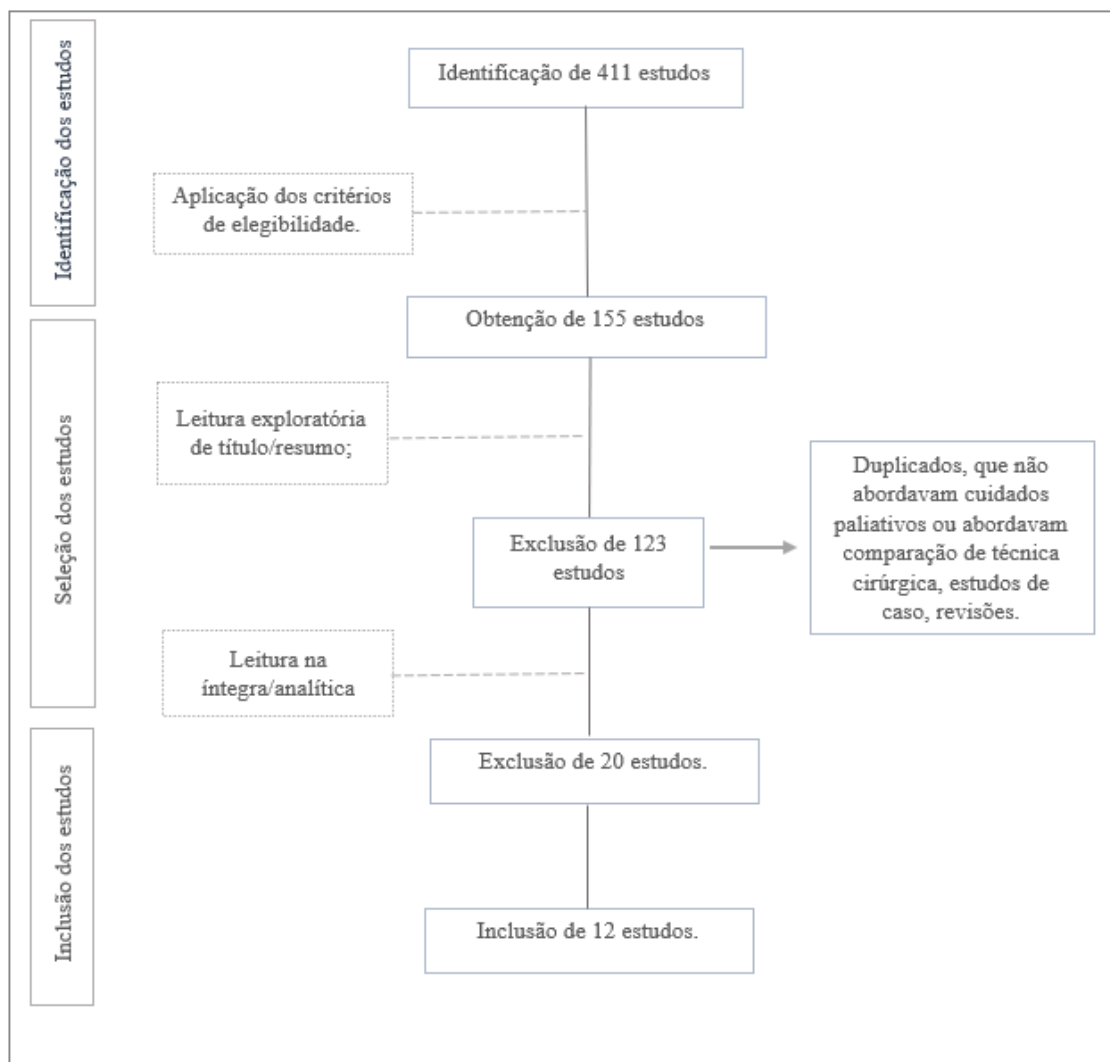 Identificação dos estudos
Identificação de 411 estudos
Aplicação dos critérios
de elegibilidade.
Obtenção de 155 estudos
Seleção dos estudos
Leitura exploratória
de título/resumo;
Exclusão de 123
estudos
Duplicados, que não
abordavam cuidados
paliativos ou abordavam
comparação de técnica
cirúrgica, estudos de
caso, revisões.
Leitura na
íntegra/analítica
Inclusão dos estudos
Exclusão de 20 estudos.
Inclusão de 12 estudos.